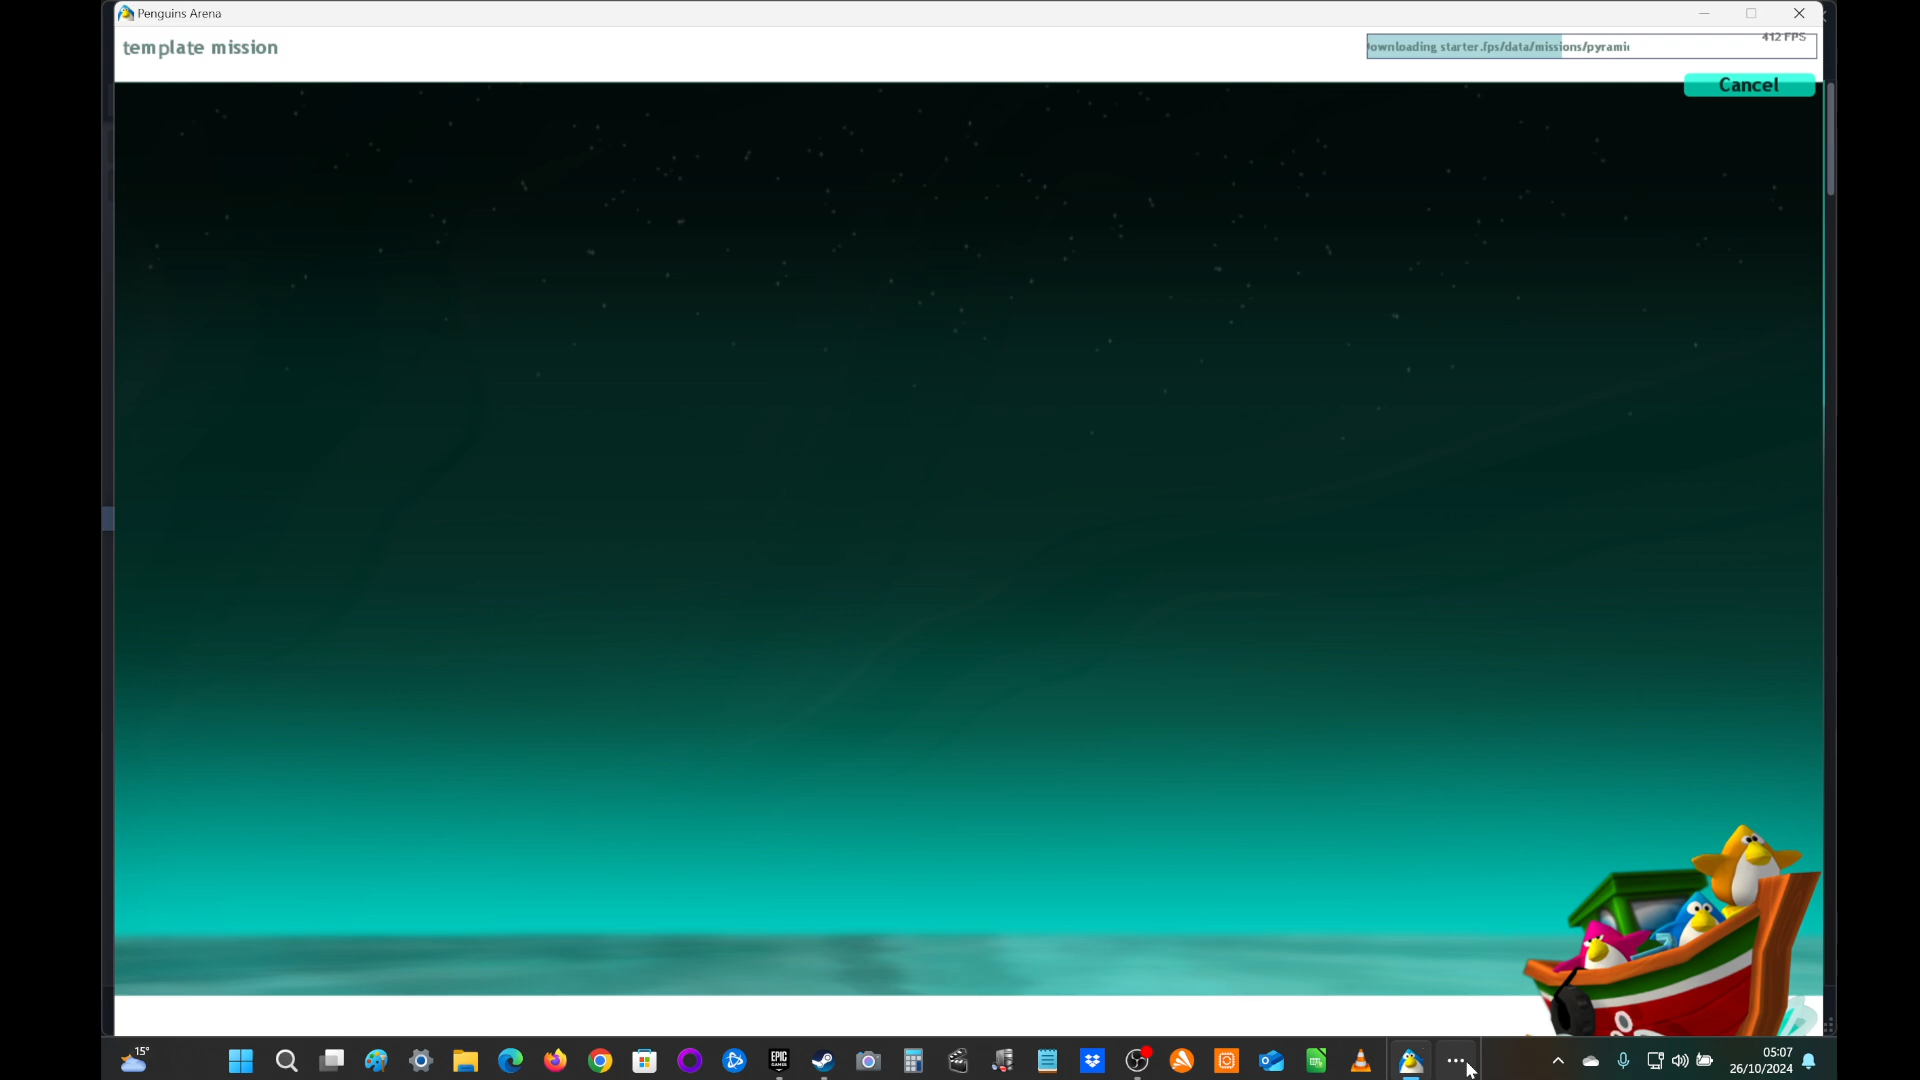 Penguins Arena
template mission
ownloading starter.fps/data/missions/pyrami
412 FPS
Cancel
15°
EPIC
GAMES
05:07
26/10/2024